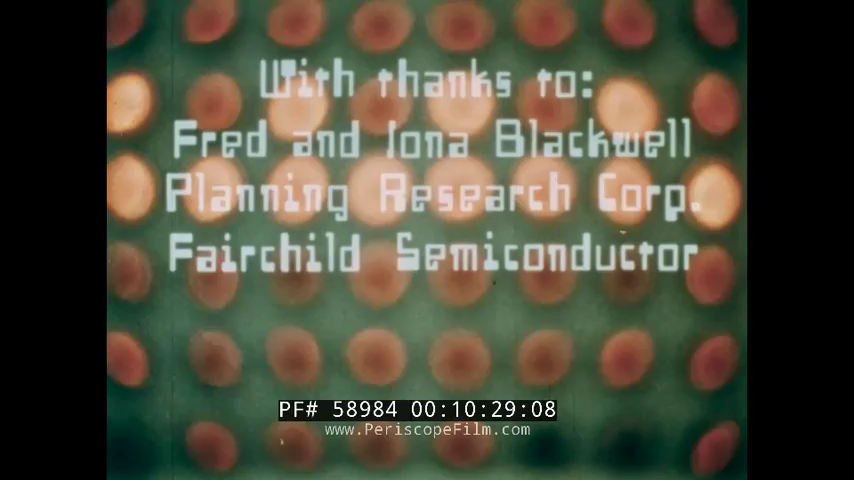 With thanks to:
Fred and Iona Blackwell
Planning Research Corp.
Fairchild Semiconductor
PF# 58984 00:10:29:08
www.PeriscopeFilm.com